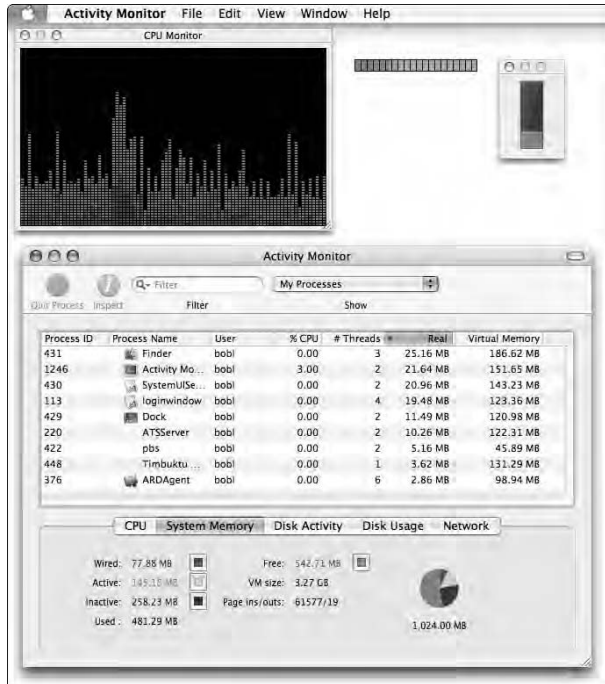 Activity Monitor File Edit View Window Help
CPU Monitor
Activity Monitor
Filter
My Processes
Quit Process Inspect Filter Show
Process ID Process Name User % CPU # Threads Real Virtual Memory
431 Finder bobl 0.00 3 25.16 MB 186.62 MB
1246 Activity Mo... bobl 3.00 2 21.64 MB 151.65 MB
430 SystemUISe... bobl 0.00 2 20.96 MB 143.23 MB
113 loginwindow bobl 0.00 4 19.48 MB 123.36 MB
429 Dock bobl 0.00 2 11.49 MB 120.98 MB
220 ATSServer bobl 0.00 2 10.26 MB 122.31 MB
422 pbs bobl 0.00 2 5.16 MB 45.89 MB
448 Timbuktu ... bobl 0.00 1 3.62 MB 131.29 MB
376 ARDAgent bobl 0.00 6 2.86 MB 98.94 MB
CPU System Memory Disk Activity Disk Usage Network
Wired: 77.88 MB Free: 542.71 MB
Active: 145.18 MB VM size: 3.27 GB
Inactive: 258.23 MB Page ins/outs: 61577/19
Used : 481.29 MB
1,024.00 MB